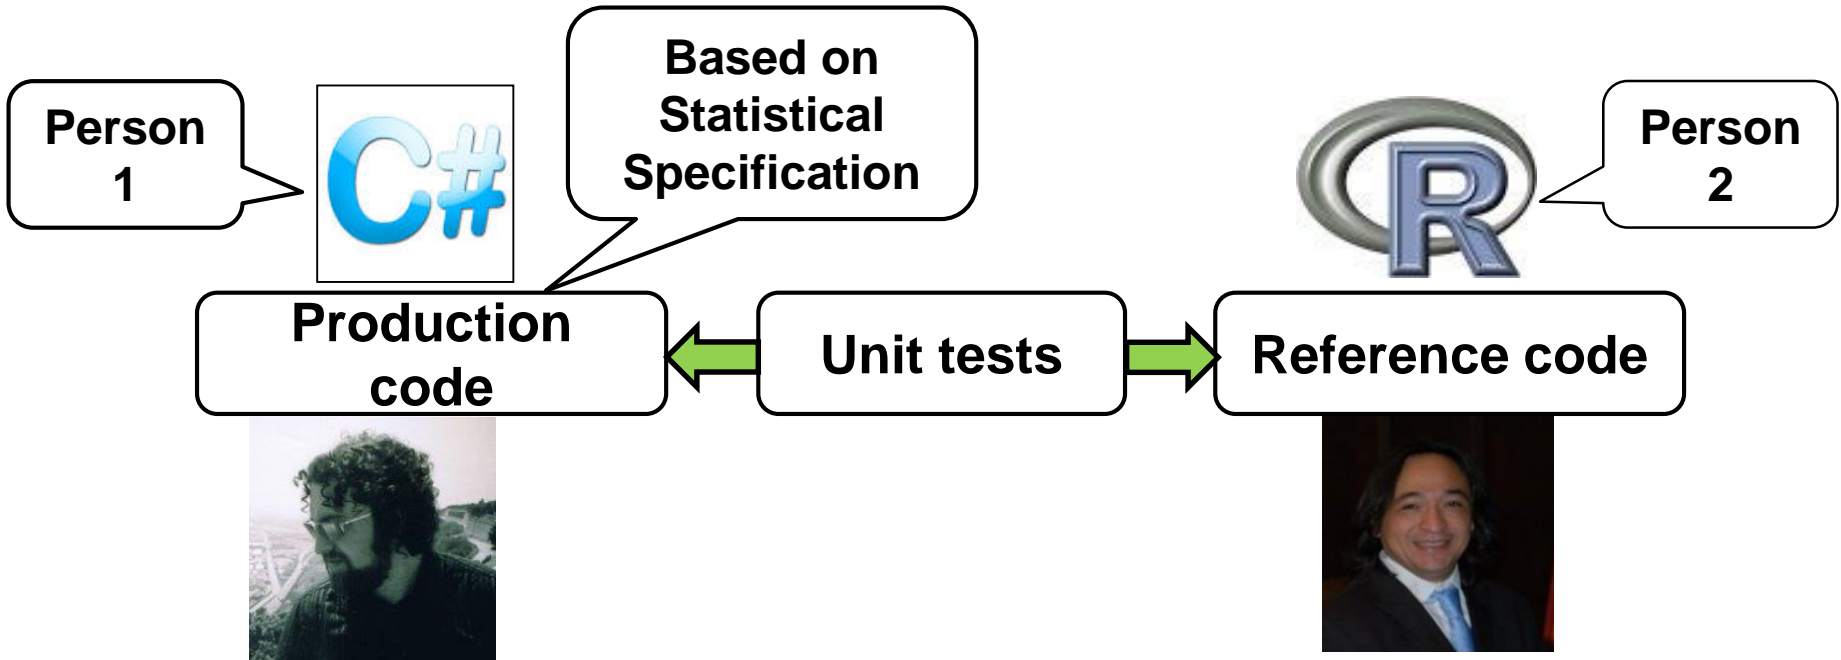 Based on
Statistical
Specification
Person
1
C#
R
Person
2
Production
code
Unit tests
Reference code